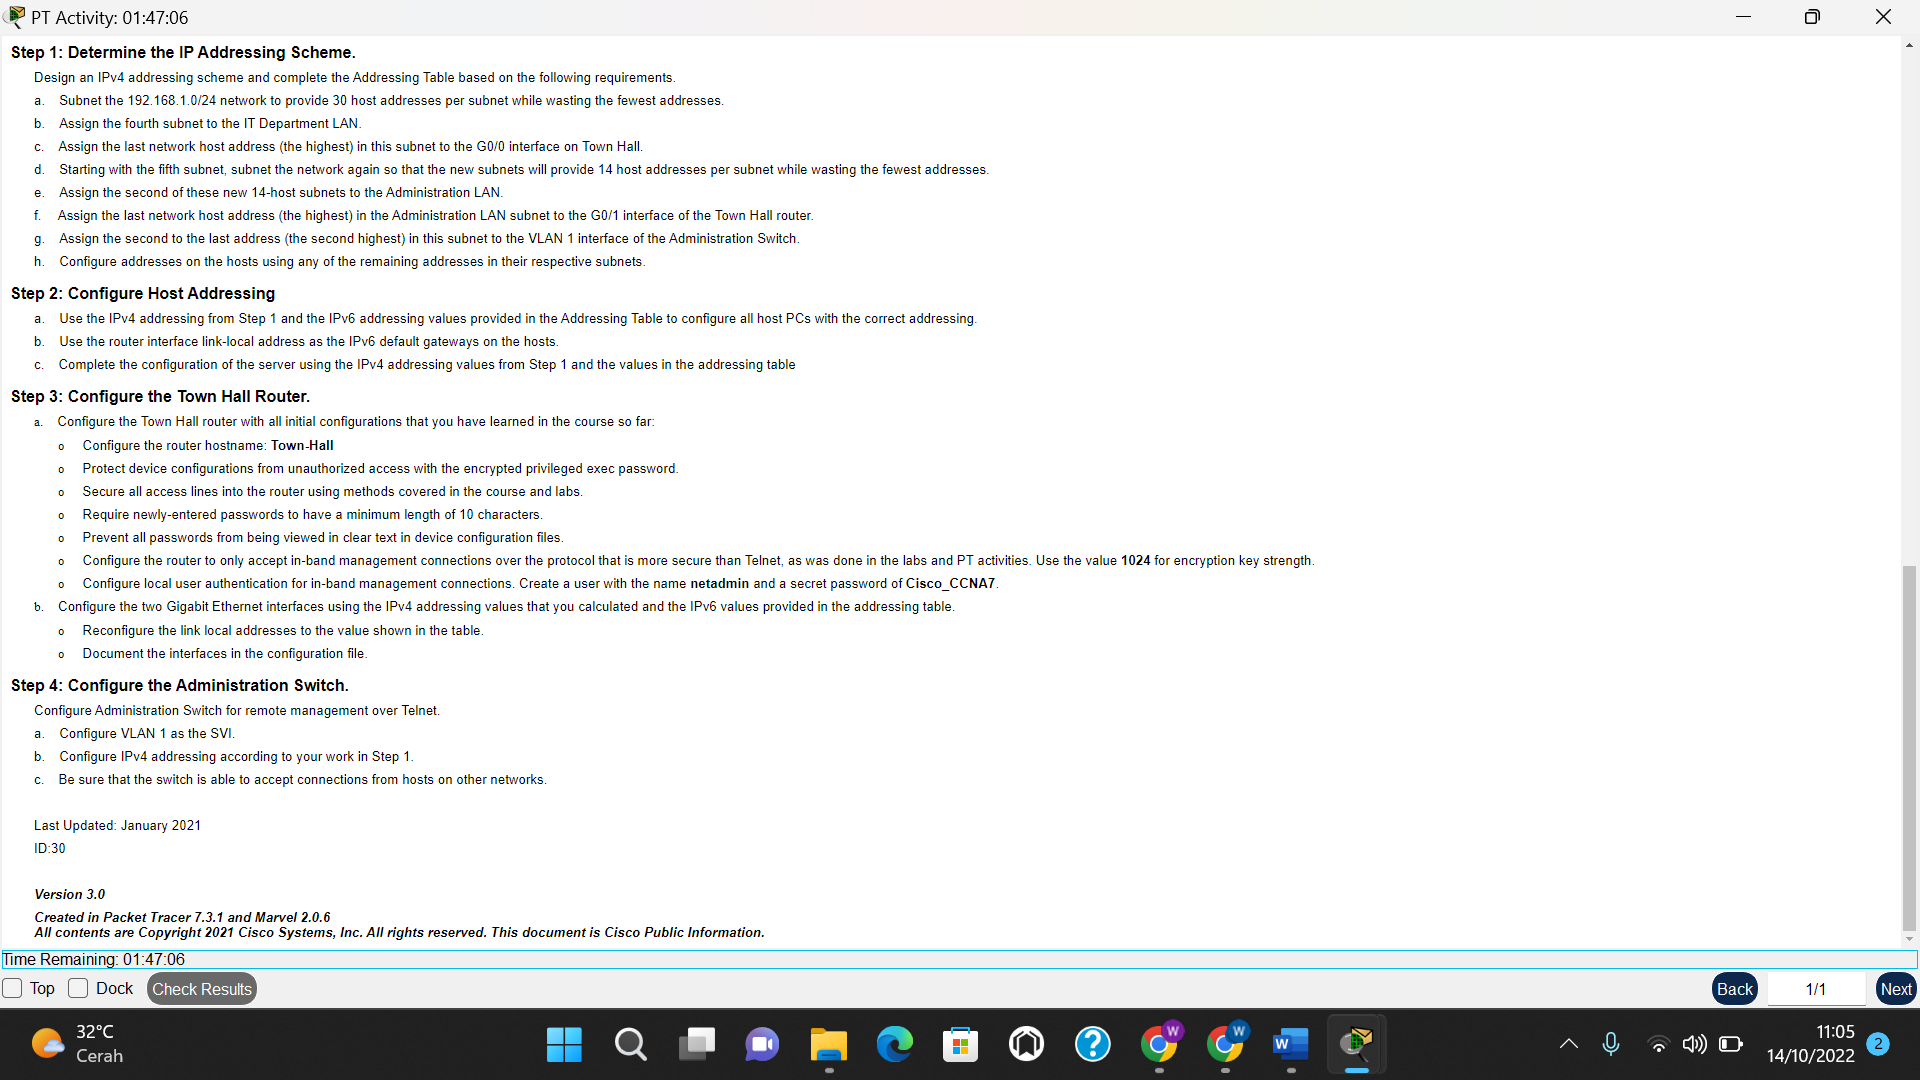 PT Activity: 01:47:06
Step 1: Determine the IP Addressing Scheme.
Design an IPv4 addressing scheme and complete the Addressing Table based on the following requirements.
a. Subnet the 192.168.1.0/24 network to provide 30 host addresses per subnet while wasting the fewest addresses.
b. Assign the fourth subnet to the IT Department LAN.
c. Assign the last network host address (the highest) in this subnet to the G0/0 interface on Town Hall.
d. Starting with the fifth subnet, subnet the network again so that the new subnets will provide 14 host addresses per subnet while wasting the fewest addresses.
e. Assign the second of these new 14-host subnets to the Administration LAN.
f. Assign the last network host address (the highest) in the Administration LAN subnet to the G0/1 interface of the Town Hall router.
g. Assign the second to the last address (the second highest) in this subnet to the VLAN 1 interface of the Administration Switch.
h. Configure addresses on the hosts using any of the remaining addresses in their respective subnets.
Step 2: Configure Host Addressing
a. Use the IPv4 addressing from Step 1 and the IPv6 addressing values provided in the Addressing Table to configure all host PCs with the correct addressing.
b. Use the router interface link-local address as the IPv6 default gateways on the hosts.
c. Complete the configuration of the server using the IPv4 addressing values from Step 1 and the values in the addressing table
Step 3: Configure the Town Hall Router.
a. Configure the Town Hall router with all initial configurations that you have learned in the course so far:
o Configure the router hostname: Town-Hall
o Protect device configurations from unauthorized access with the encrypted privileged exec password.
o Secure all access lines into the router using methods covered in the course and labs.
o Require newly-entered passwords to have a minimum length of 10 characters.
o Prevent all passwords from being viewed in clear text in device configuration files.
o Configure the router to only accept in-band management connections over the protocol that is more secure than Telnet, as was done in the labs and PT activities. Use the value 1024 for encryption key strength.
o Configure local user authentication for in-band management connections. Create a user with the name netadmin and a secret password of Cisco_CCNA7.
b. Configure the two Gigabit Ethernet interfaces using the IPv4 addressing values that you calculated and the IPv6 values provided in the addressing table.
o Reconfigure the link local addresses to the value shown in the table.
o Document the interfaces in the configuration file.
Step 4: Configure the Administration Switch.
Configure Administration Switch for remote management over Telnet.
a. Configure VLAN 1 as the SVI.
b. Configure IPv4 addressing according to your work in Step 1.
c. Be sure that the switch is able to accept connections from hosts on other networks.
Last Updated: January 2021
ID:30
Version 3.0
Created in Packet Tracer 7.3.1 and Marvel 2.0.6
All contents are Copyright 2021 Cisco Systems, Inc. All rights reserved. This document is Cisco Public Information.
Time Remaining: 01:47:06
Top Dock Check Results Back 1/1 Next
32°C
Cerah
W
W
W
11:05
14/10/2022
2